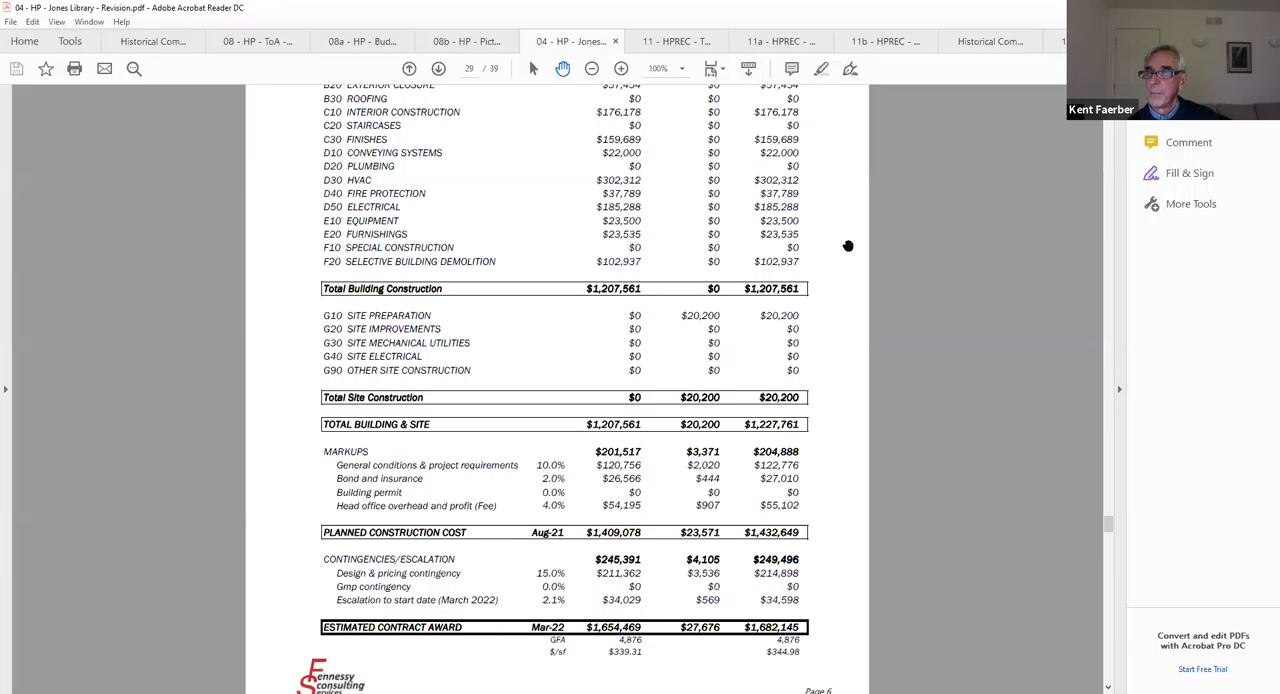 04 - HP - Jones Library - Revision.pdf - Adobe Acrobat Reader DC
File Edit View Window Help
Home Tools Historical Com... 08 - HP - ToA -... 08a - HP - Bud... 08b - HP - Pict... 04 - HP - Jones... × 11 - HPREC - T... 11a - HPREC - ... 11b - HPREC - ... Historical Com...
29 / 39 100%
Kent Faerber
Comment
Fill & Sign
More Tools
B20 EXTERIOR CLOSURE $57,454 $0 $57,454
B30 ROOFING $0 $0 $0
C10 INTERIOR CONSTRUCTION $176,178 $0 $176,178
C20 STAIRCASES $0 $0 $0
C30 FINISHES $159,689 $0 $159,689
D10 CONVEYING SYSTEMS $22,000 $0 $22,000
D20 PLUMBING $0 $0 $0
D30 HVAC $302,312 $0 $302,312
D40 FIRE PROTECTION $37,789 $0 $37,789
D50 ELECTRICAL $185,288 $0 $185,288
E10 EQUIPMENT $23,500 $0 $23,500
E20 FURNISHINGS $23,535 $0 $23,535
F10 SPECIAL CONSTRUCTION $0 $0 $0
F20 SELECTIVE BUILDING DEMOLITION $102,937 $0 $102,937
Total Building Construction $1,207,561 $0 $1,207,561
G10 SITE PREPARATION $0 $20,200 $20,200
G20 SITE IMPROVEMENTS $0 $0 $0
G30 SITE MECHANICAL UTILITIES $0 $0 $0
G40 SITE ELECTRICAL $0 $0 $0
G90 OTHER SITE CONSTRUCTION $0 $0 $0
Total Site Construction $0 $20,200 $20,200
TOTAL BUILDING & SITE $1,207,561 $20,200 $1,227,761
MARKUPS $201,517 $3,371 $204,888
General conditions & project requirements 10.0% $120,756 $2,020 $122,776
Bond and insurance 2.0% $26,566 $444 $27,010
Building permit 0.0% $0 $0 $0
Head office overhead and profit (Fee) 4.0% $54,195 $907 $55,102
PLANNED CONSTRUCTION COST Aug-21 $1,409,078 $23,571 $1,432,649
CONTINGENCIES/ESCALATION $245,391 $4,105 $249,496
Design & pricing contingency 15.0% $211,362 $3,536 $214,898
Gmp contingency 0.0% $0 $0 $0
Escalation to start date (March 2022) 2.1% $34,029 $569 $34,598
ESTIMATED CONTRACT AWARD Mar-22 $1,654,469 $27,676 $1,682,145
GFA 4,876 4,876
$/sf $339.31 $344.98
Fennessy
Consulting
Services
Page 6
Convert and edit PDFs
with Acrobat Pro DC
Start Free Trial